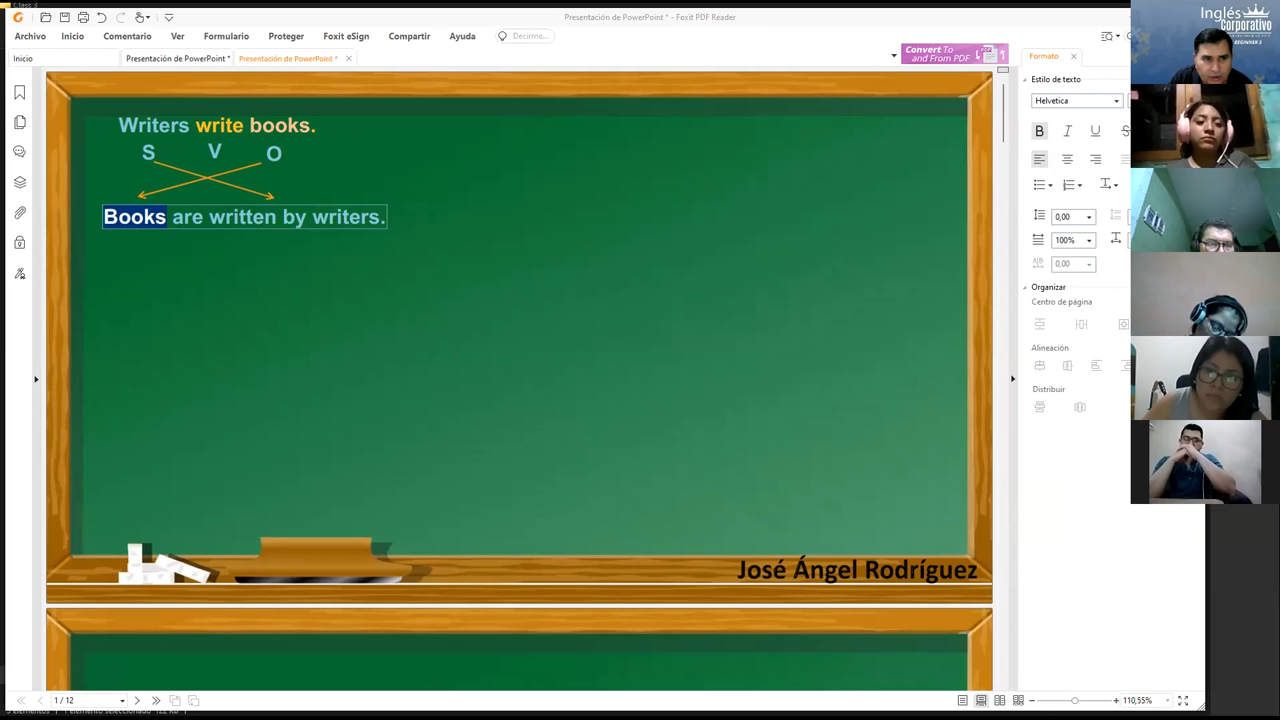 Class 3
Presentación de PowerPoint * - Foxit PDF Reader
Archivo Inicio Comentario Ver Formulario Proteger Foxit eSign Compartir Ayuda Decirme...
Inicio Presentación de PowerPoint * Presentación de PowerPoint *
Convert To
and From PDF
Formato
Estilo de texto
Helvetica
0,00
100%
0,00
Organizar
Centro de página
Alineación
Distribuir
Inglés
Corporativo
BEGINNER 2
Writers write books.
S V O
Books are written by writers.
José Ángel Rodríguez
1 / 12
110,55%